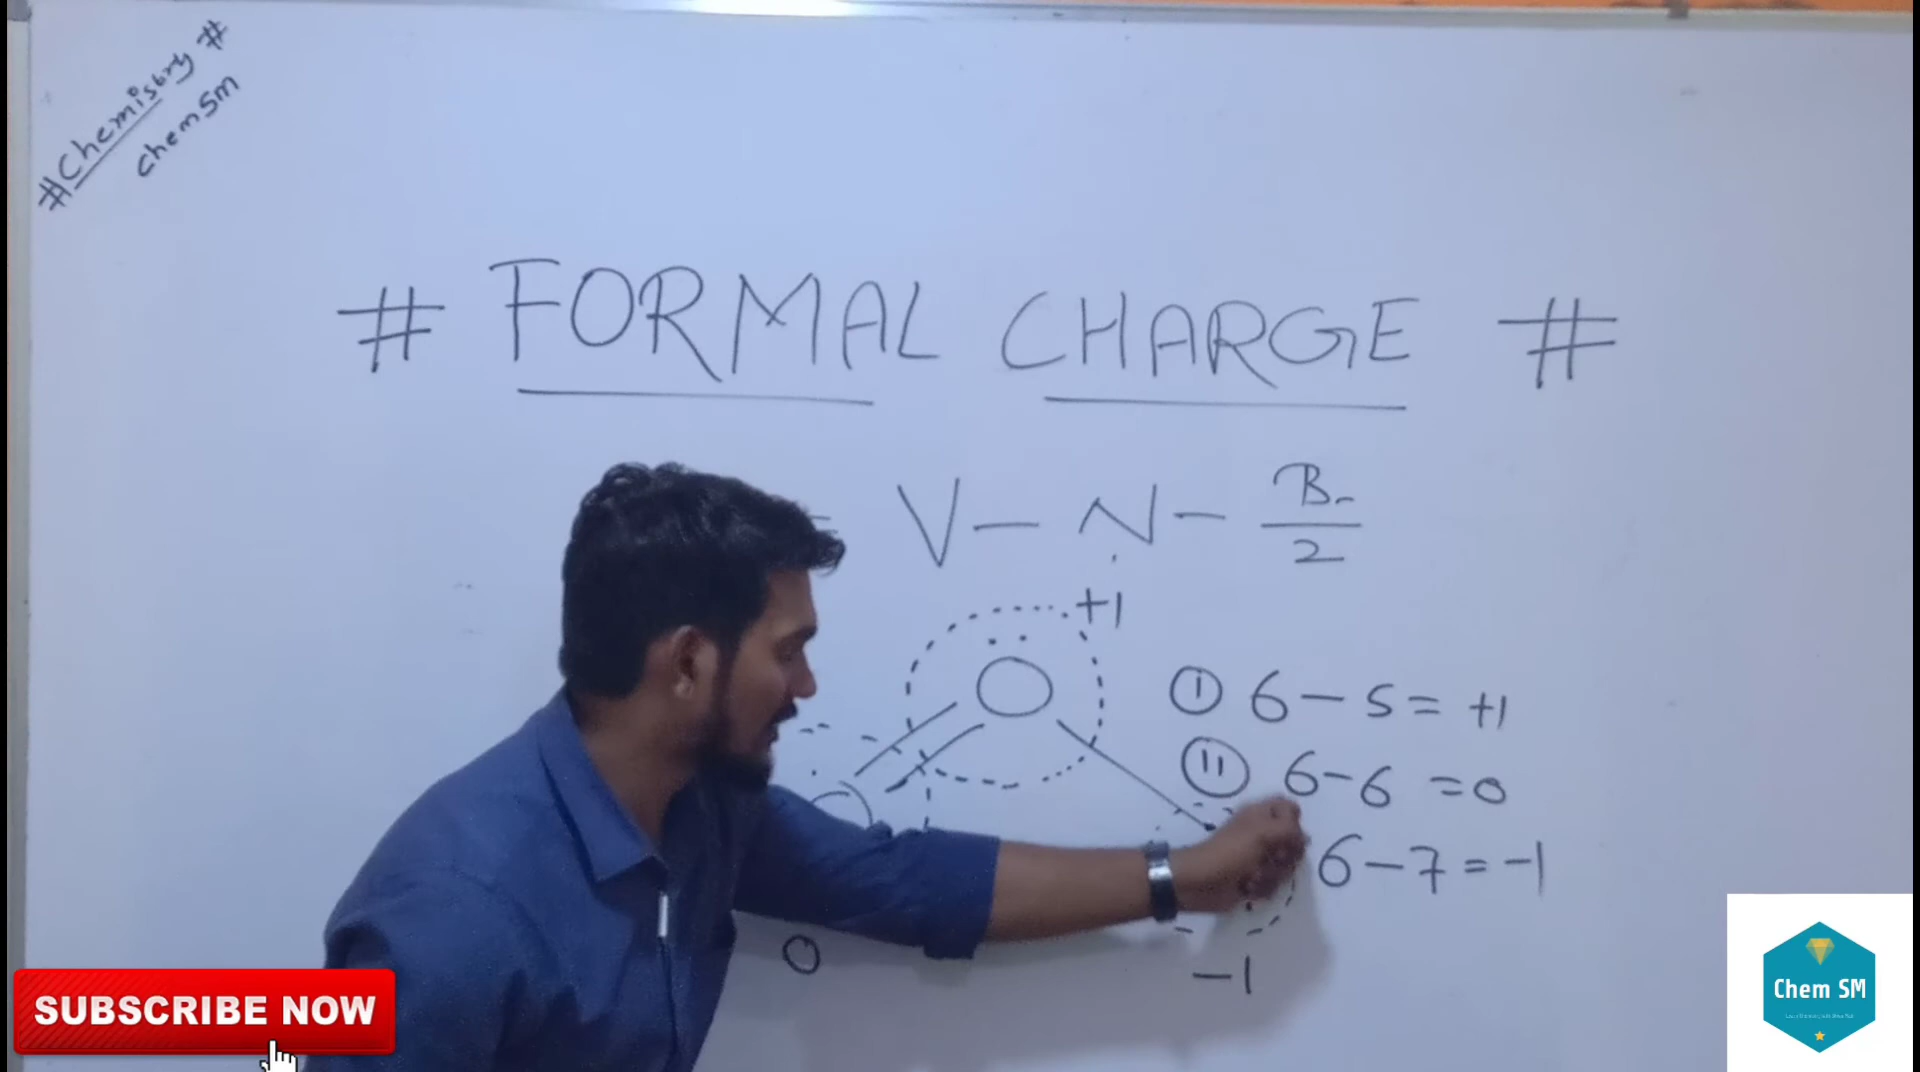 #Chemistry#
ChemSm
# FORMAL CHARGE #
= V - N - B/2
+1
① 6 - 5 = +1
⑪ 6 - 6 = 0
6 - 7 = -1
0
-1
SUBSCRIBE NOW
Chem SM